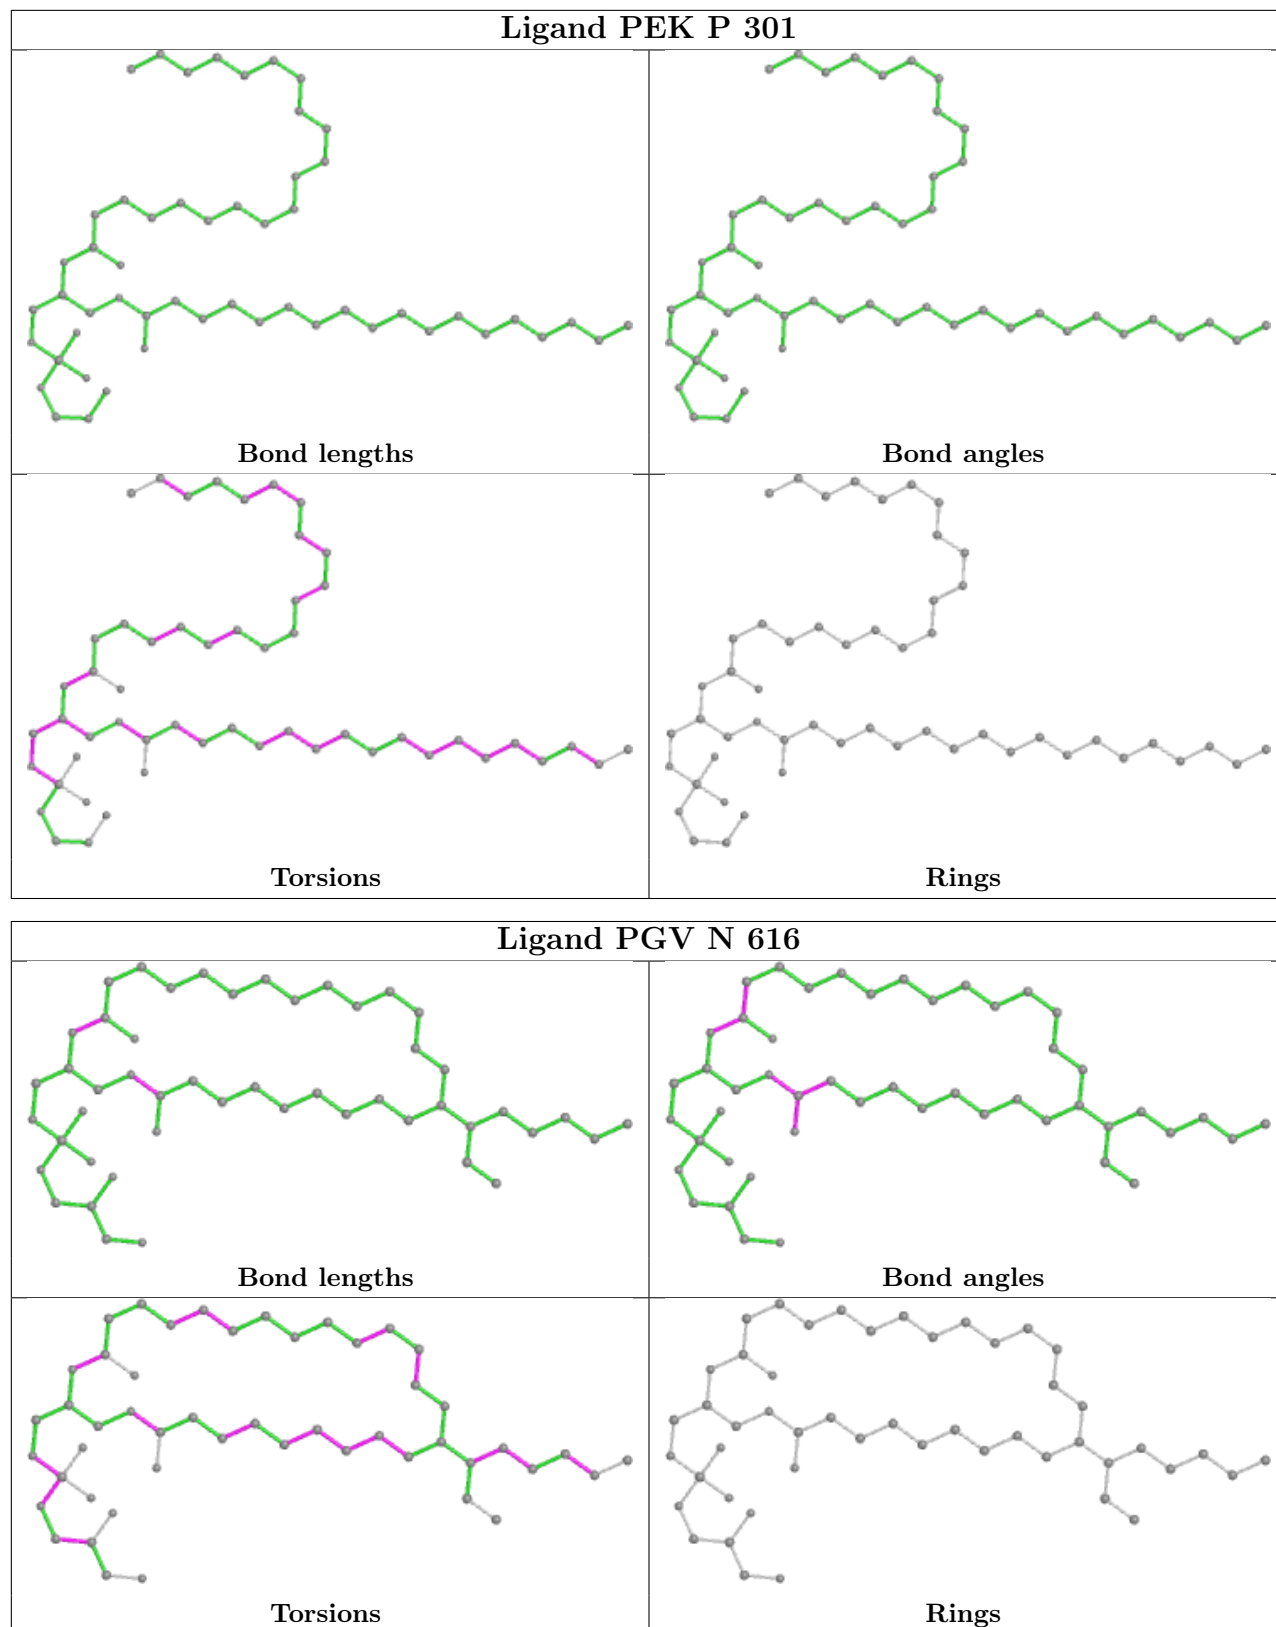 Ligand PEK P 301
Bond lengths
Bond angles
Torsions
Rings
Ligand PGV N 616
Bond lengths
Bond angles
Torsions
Rings